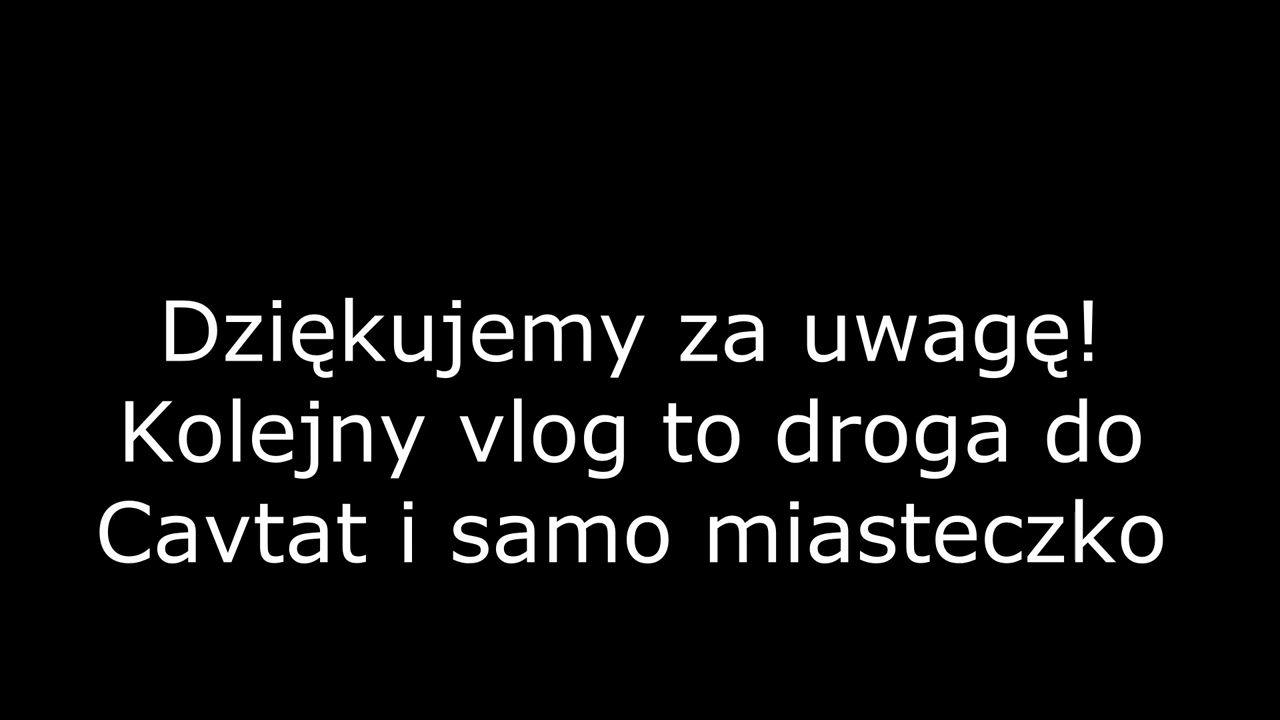 Dziękujemy za uwagę!
Kolejny vlog to droga do
Cavtat i samo miasteczko